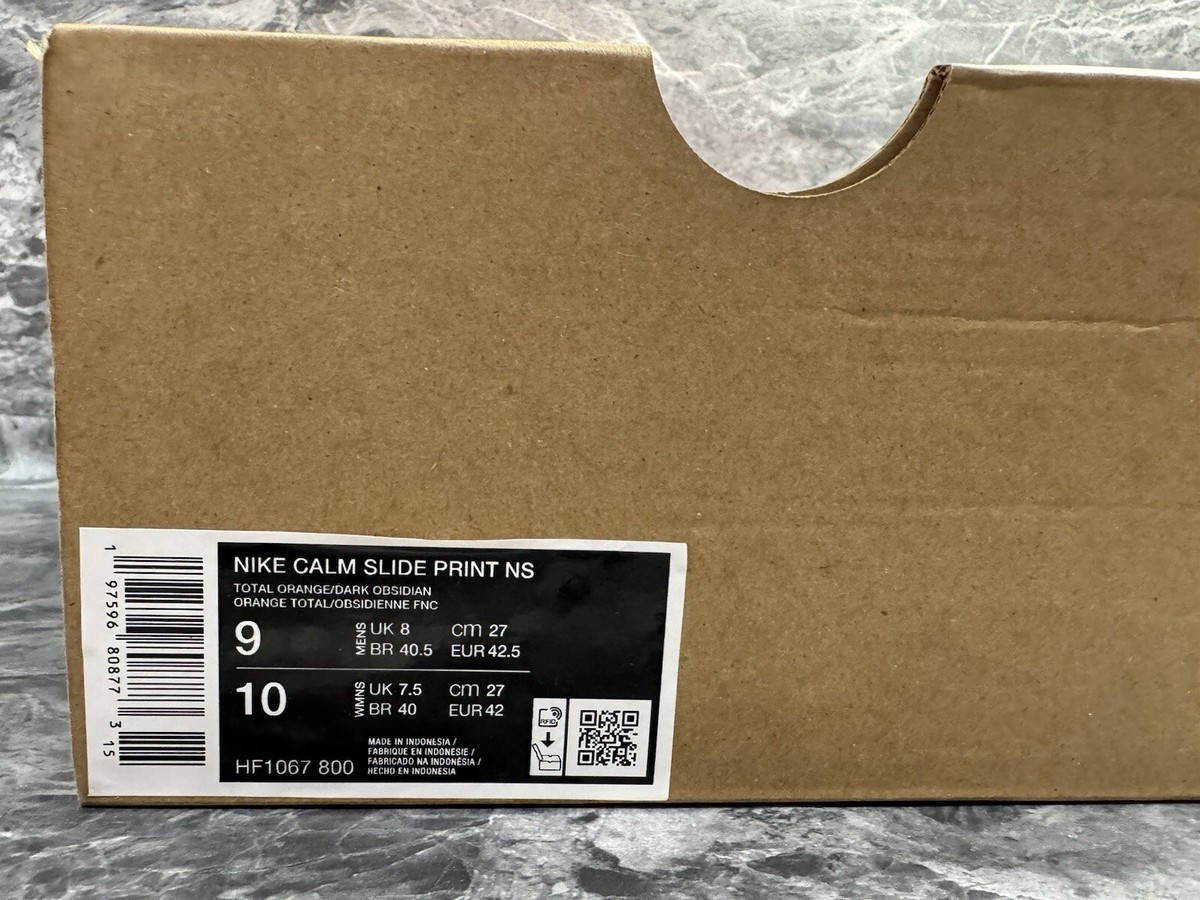 1 97596 80877 3 15
NIKE CALM SLIDE PRINT NS
TOTAL ORANGE/DARK OBSIDIAN
ORANGE TOTAL/OBSIDIENNE FNC
9 MENS UK 8 cm 27
BR 40.5 EUR 42.5
10 WMNS UK 7.5 cm 27
BR 40 EUR 42
HF1067 800
MADE IN INDONESIA /
FABRIQUE EN INDONESIE /
FABRICADO NA INDONÉSIA /
HECHO EN INDONESIA
RFID